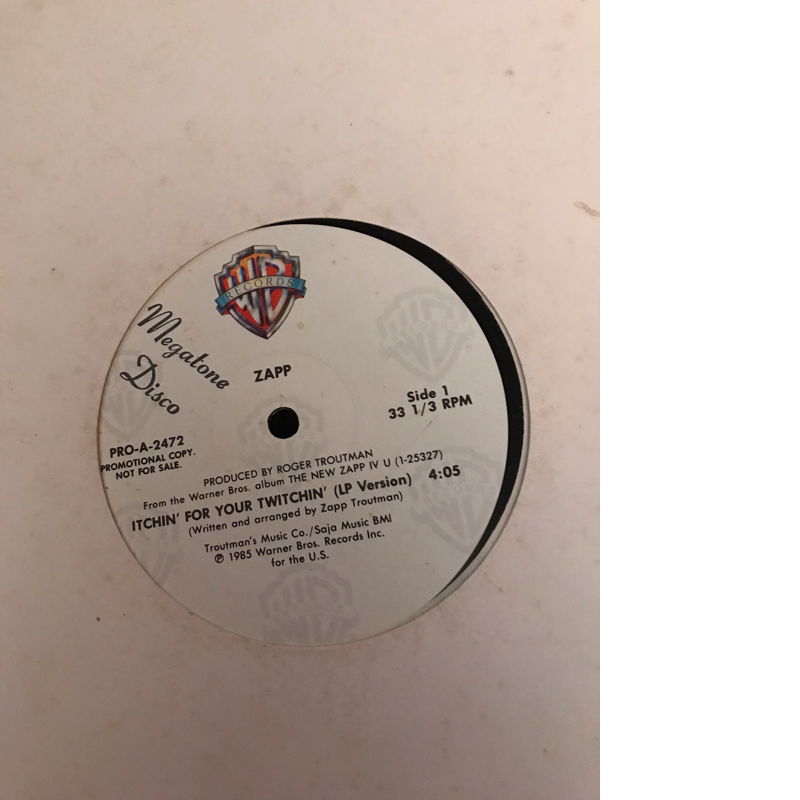 WB
RECORDS
Megatone
Disco
ZAPP
Side 1
33 1/3 RPM
PRO-A-2472
PROMOTIONAL COPY.
NOT FOR SALE.
PRODUCED BY ROGER TROUTMAN
From the Warner Bros. album THE NEW ZAPP IV U (1-25327)
ITCHIN' FOR YOUR TWITCHIN' (LP Version) 4:05
(Written and arranged by Zapp Troutman)
Troutman's Music Co./Saja Music BMI
℗ 1985 Warner Bros. Records Inc.
for the U.S.